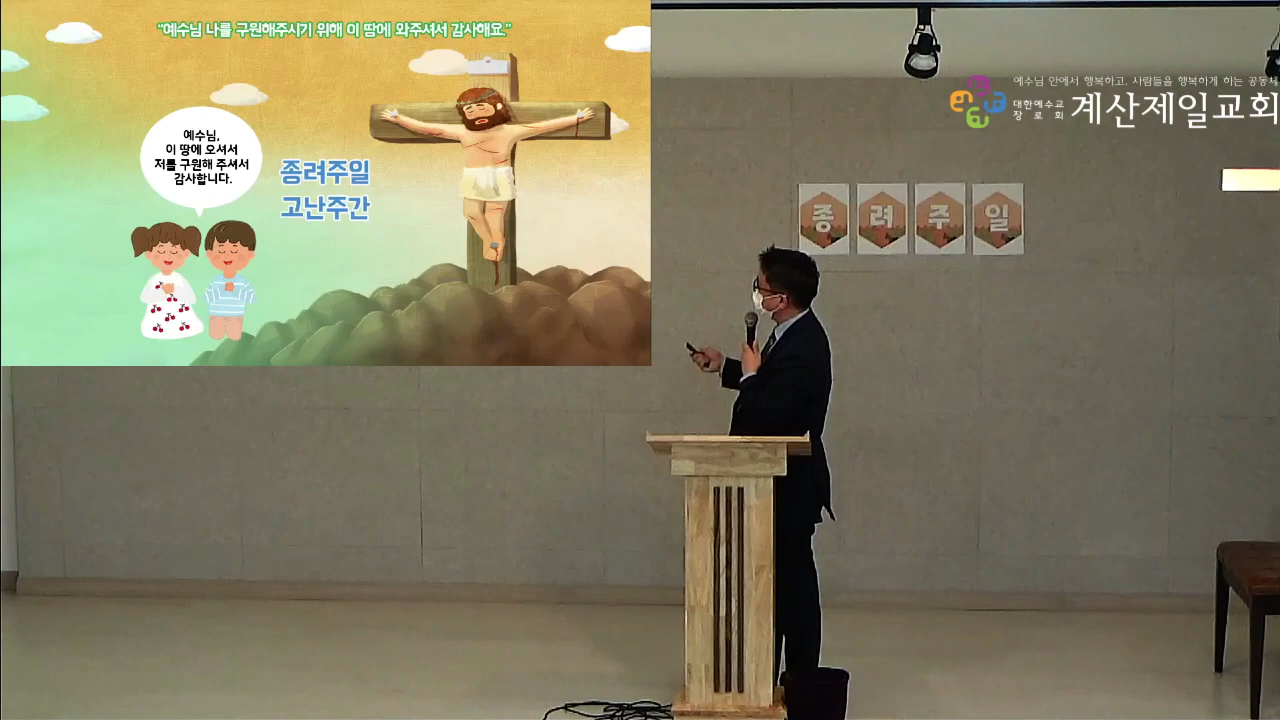 “예수님 나를 구원해주시기 위해 이 땅에 와주셔서 감사해요.”
예수님,
이 땅에 오셔서
저를 구원해 주셔서
감사합니다.
종려주일
고난주간
예수님 안에서 행복하고, 사람들을 행복하게 하는 공동체
대한예수교
장로회
계산제일교회
종려주일